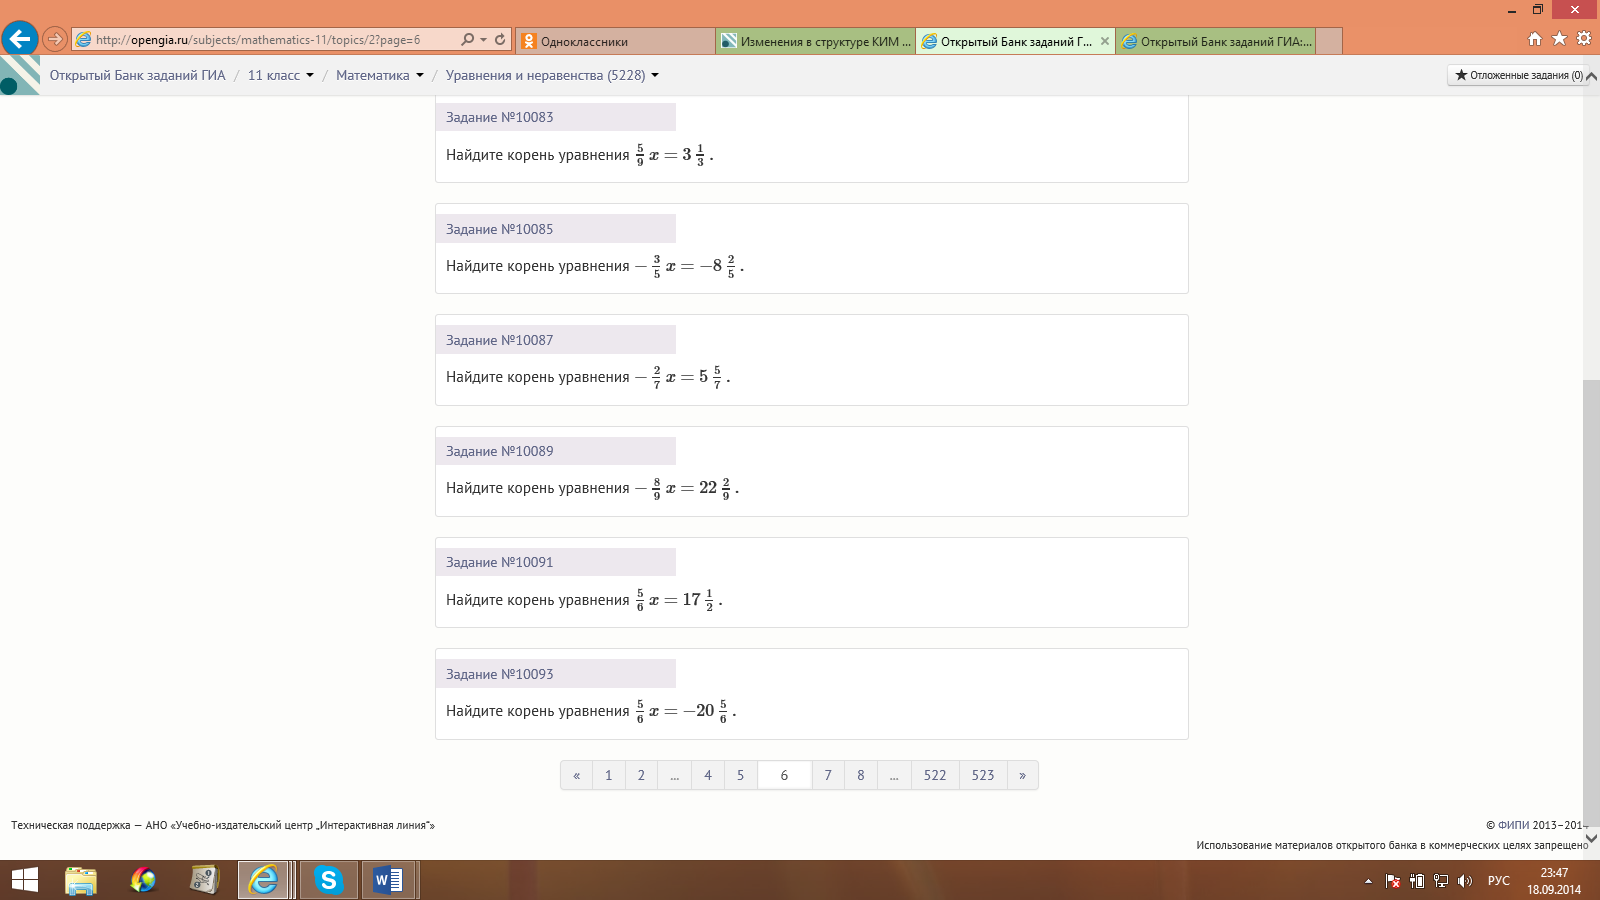 http://opengia.ru/subjects/mathematics-11/topics/2?page=6
Одноклассники
Изменения в структуре КИМ ...
Открытый Банк заданий Г...
Открытый Банк заданий ГИА:...
Открытый Банк заданий ГИА / 11 класс / Математика / Уравнения и неравенства (5228)
★ Отложенные задания (0)
Задание №10083
Найдите корень уравнения 5/9 x = 3 1/3 .
Задание №10085
Найдите корень уравнения − 3/5 x = −8 2/5 .
Задание №10087
Найдите корень уравнения − 2/7 x = 5 5/7 .
Задание №10089
Найдите корень уравнения − 8/9 x = 22 2/9 .
Задание №10091
Найдите корень уравнения 5/6 x = 17 1/2 .
Задание №10093
Найдите корень уравнения 5/6 x = −20 5/6 .
« 1 2 ... 4 5 6 7 8 ... 522 523 »
Техническая поддержка — АНО «Учебно-издательский центр „Интерактивная линия“»
© ФИПИ 2013–2014
Использование материалов открытого банка в коммерческих целях запрещено
РУС
23:47
18.09.2014